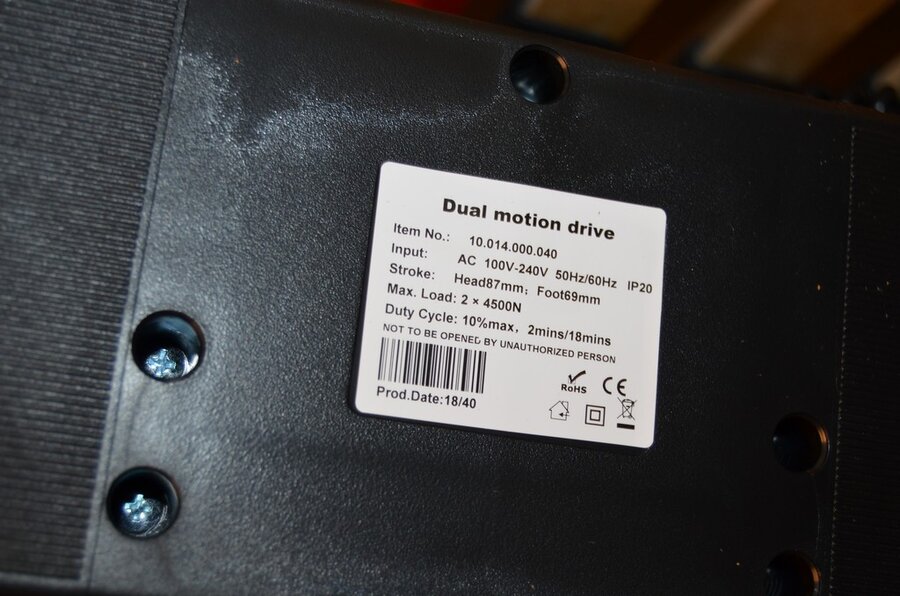 Dual motion drive
Item No.: 10.014.000.040
Input: AC 100V-240V 50Hz/60Hz IP20
Stroke: Head87mm; Foot69mm
Max. Load: 2 × 4500N
Duty Cycle: 10%max, 2mins/18mins
NOT TO BE OPENED BY UNAUTHORIZED PERSON
RoHS CE
Prod.Date:18/40